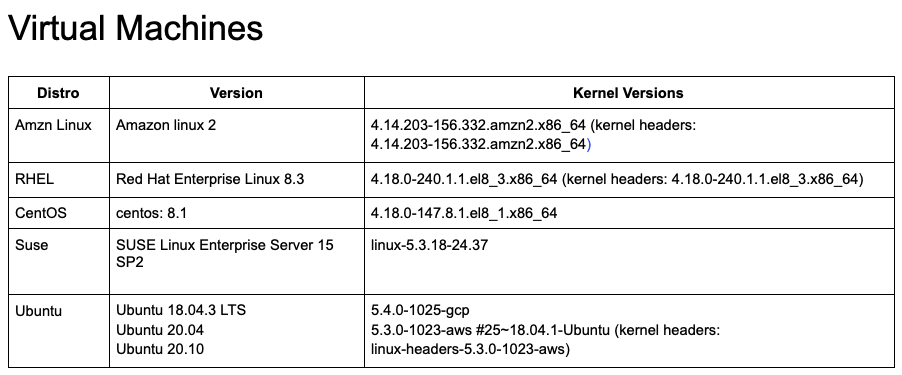 Virtual Machines
Distro Version Kernel Versions
Amzn Linux Amazon linux 2 4.14.203-156.332.amzn2.x86_64 (kernel headers:
4.14.203-156.332.amzn2.x86_64)
RHEL Red Hat Enterprise Linux 8.3 4.18.0-240.1.1.el8_3.x86_64 (kernel headers: 4.18.0-240.1.1.el8_3.x86_64)
CentOS centos: 8.1 4.18.0-147.8.1.el8_1.x86_64
Suse SUSE Linux Enterprise Server 15 linux-5.3.18-24.37
SP2
Ubuntu Ubuntu 18.04.3 LTS 5.4.0-1025-gcp
Ubuntu 20.04 5.3.0-1023-aws #25~18.04.1-Ubuntu (kernel headers:
Ubuntu 20.10 linux-headers-5.3.0-1023-aws)